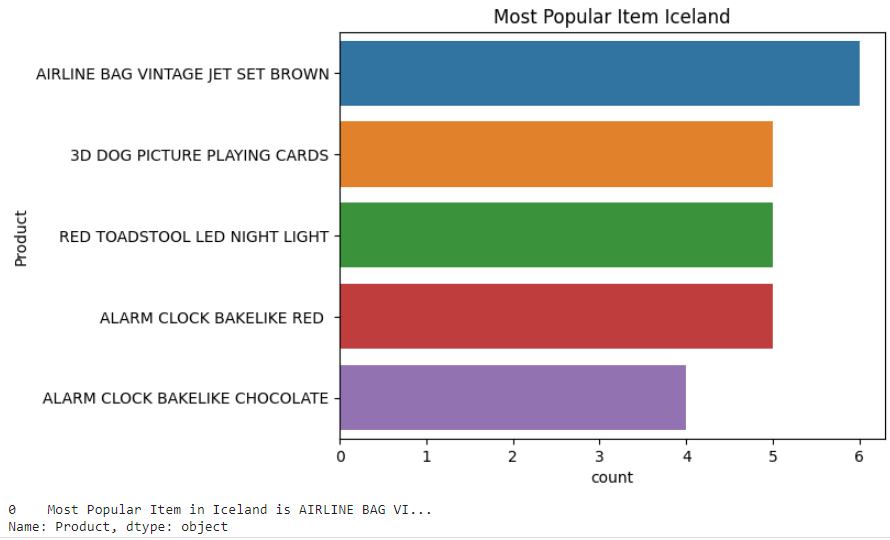 Most Popular Item Iceland
AIRLINE BAG VINTAGE JET SET BROWN
3D DOG PICTURE PLAYING CARDS
RED TOADSTOOL LED NIGHT LIGHT
ALARM CLOCK BAKELIKE RED
ALARM CLOCK BAKELIKE CHOCOLATE
Product
0 1 2 3 4 5 6
count
0    Most Popular Item in Iceland is AIRLINE BAG VI...
Name: Product, dtype: object